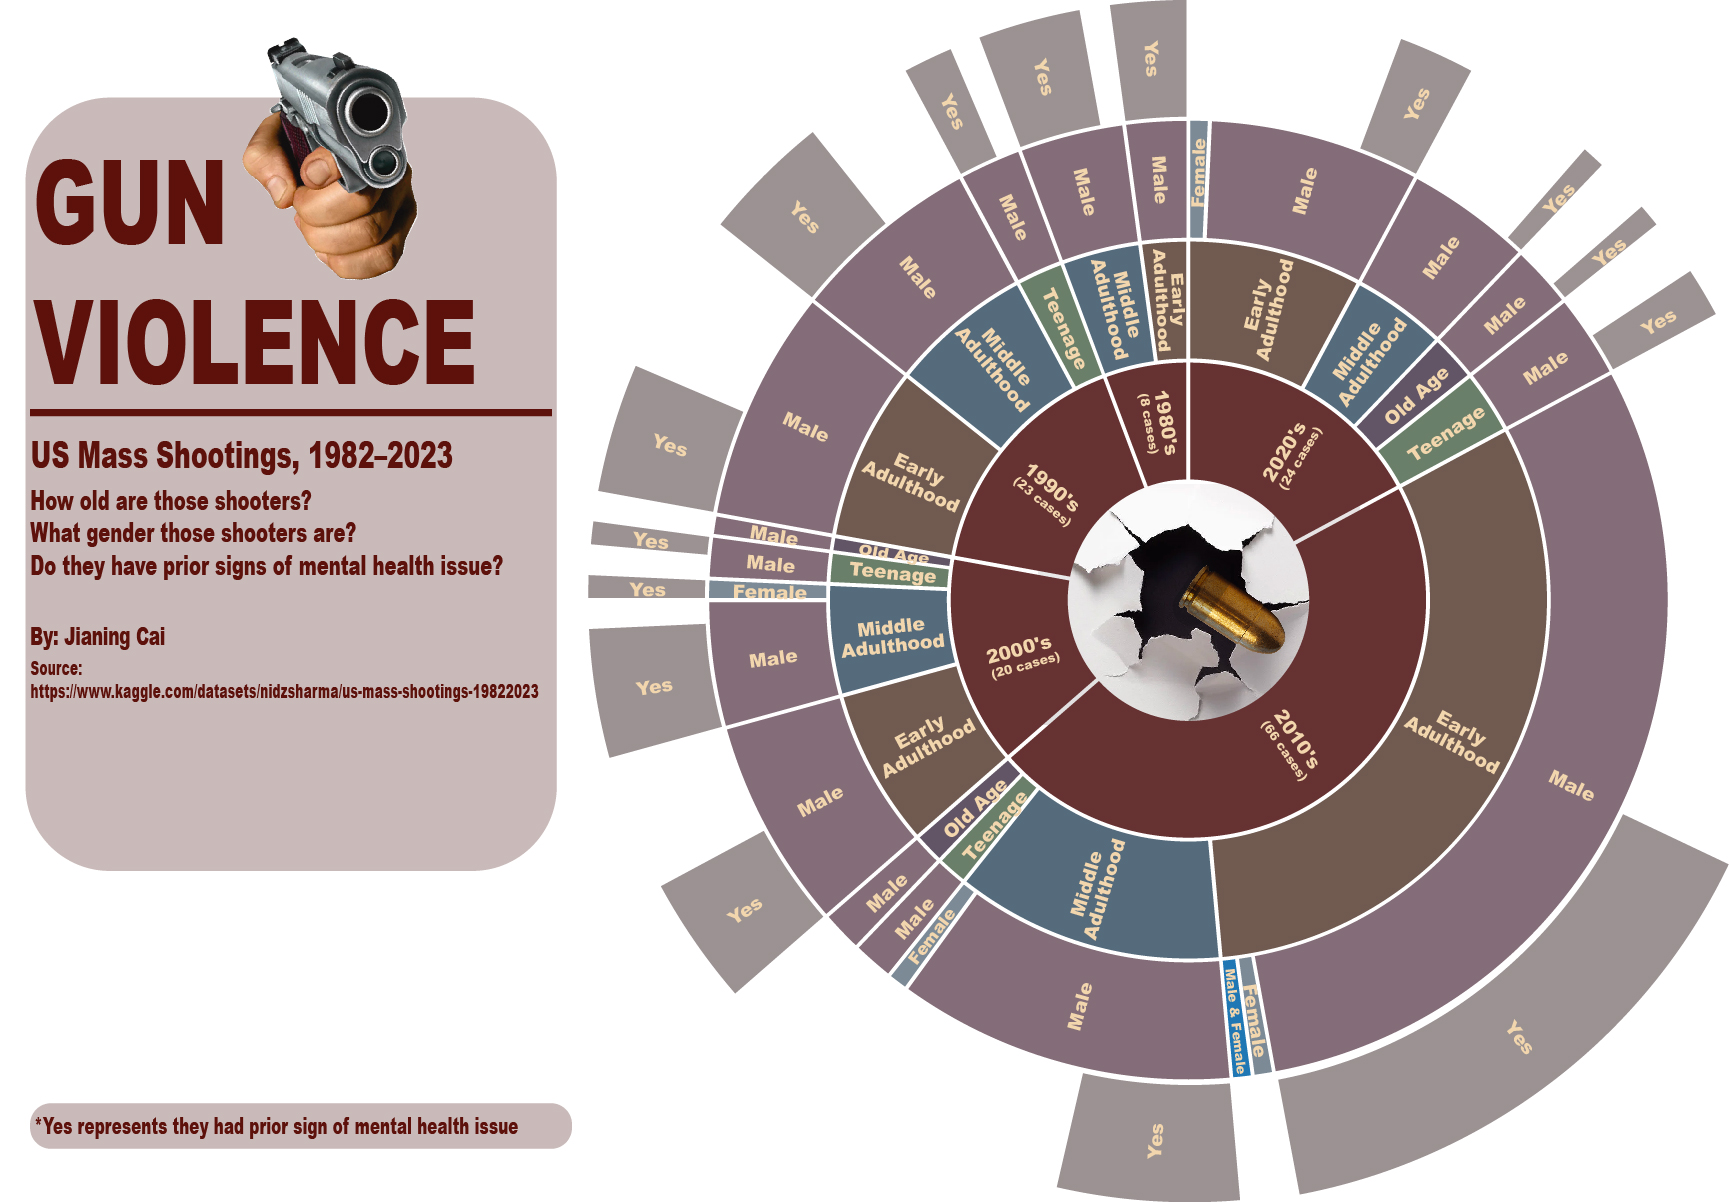 GUN
VIOLENCE
US Mass Shootings, 1982–2023
How old are those shooters?
What gender those shooters are?
Do they have prior signs of mental health issue?
By: Jianing Cai
Source:
https://www.kaggle.com/datasets/nidzsharma/us-mass-shootings-19822023
*Yes represents they had prior sign of mental health issue
2020's
(24 cases)
Early
Adulthood
Female
Male
Yes
Middle
Adulthood
Male
Yes
Old Age
Male
Yes
Teenage
Male
Yes
2010's
(66 cases)
Early
Adulthood
Male
Yes
Female
Male & Female
Middle
Adulthood
Male
Yes
Female
Teenage
Male
Old Age
Male
2000's
(20 cases)
Early
Adulthood
Male
Yes
Middle
Adulthood
Male
Yes
Female
Yes
Teenage
Male
Old Age
Male
Yes
1990's
(23 cases)
Early
Adulthood
Male
Yes
Middle
Adulthood
Male
Yes
Teenage
Male
Yes
1980's
(8 cases)
Middle
Adulthood
Male
Yes
Early
Adulthood
Male
Yes